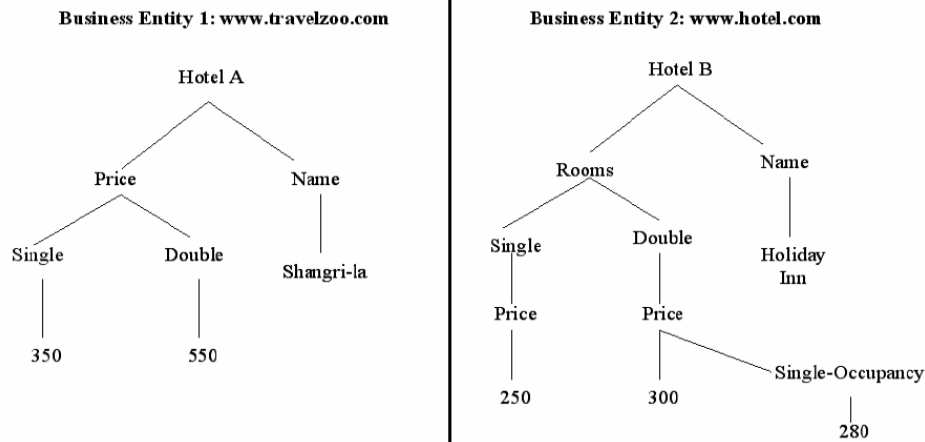 Business Entity 1: www.travelzoo.com
Hotel A
Price
Name
Single
Double
Shangri-la
350
550
Business Entity 2: www.hotel.com
Hotel B
Rooms
Name
Single
Double
Holiday
Inn
Price
Price
Single-Occupancy
250
300
280